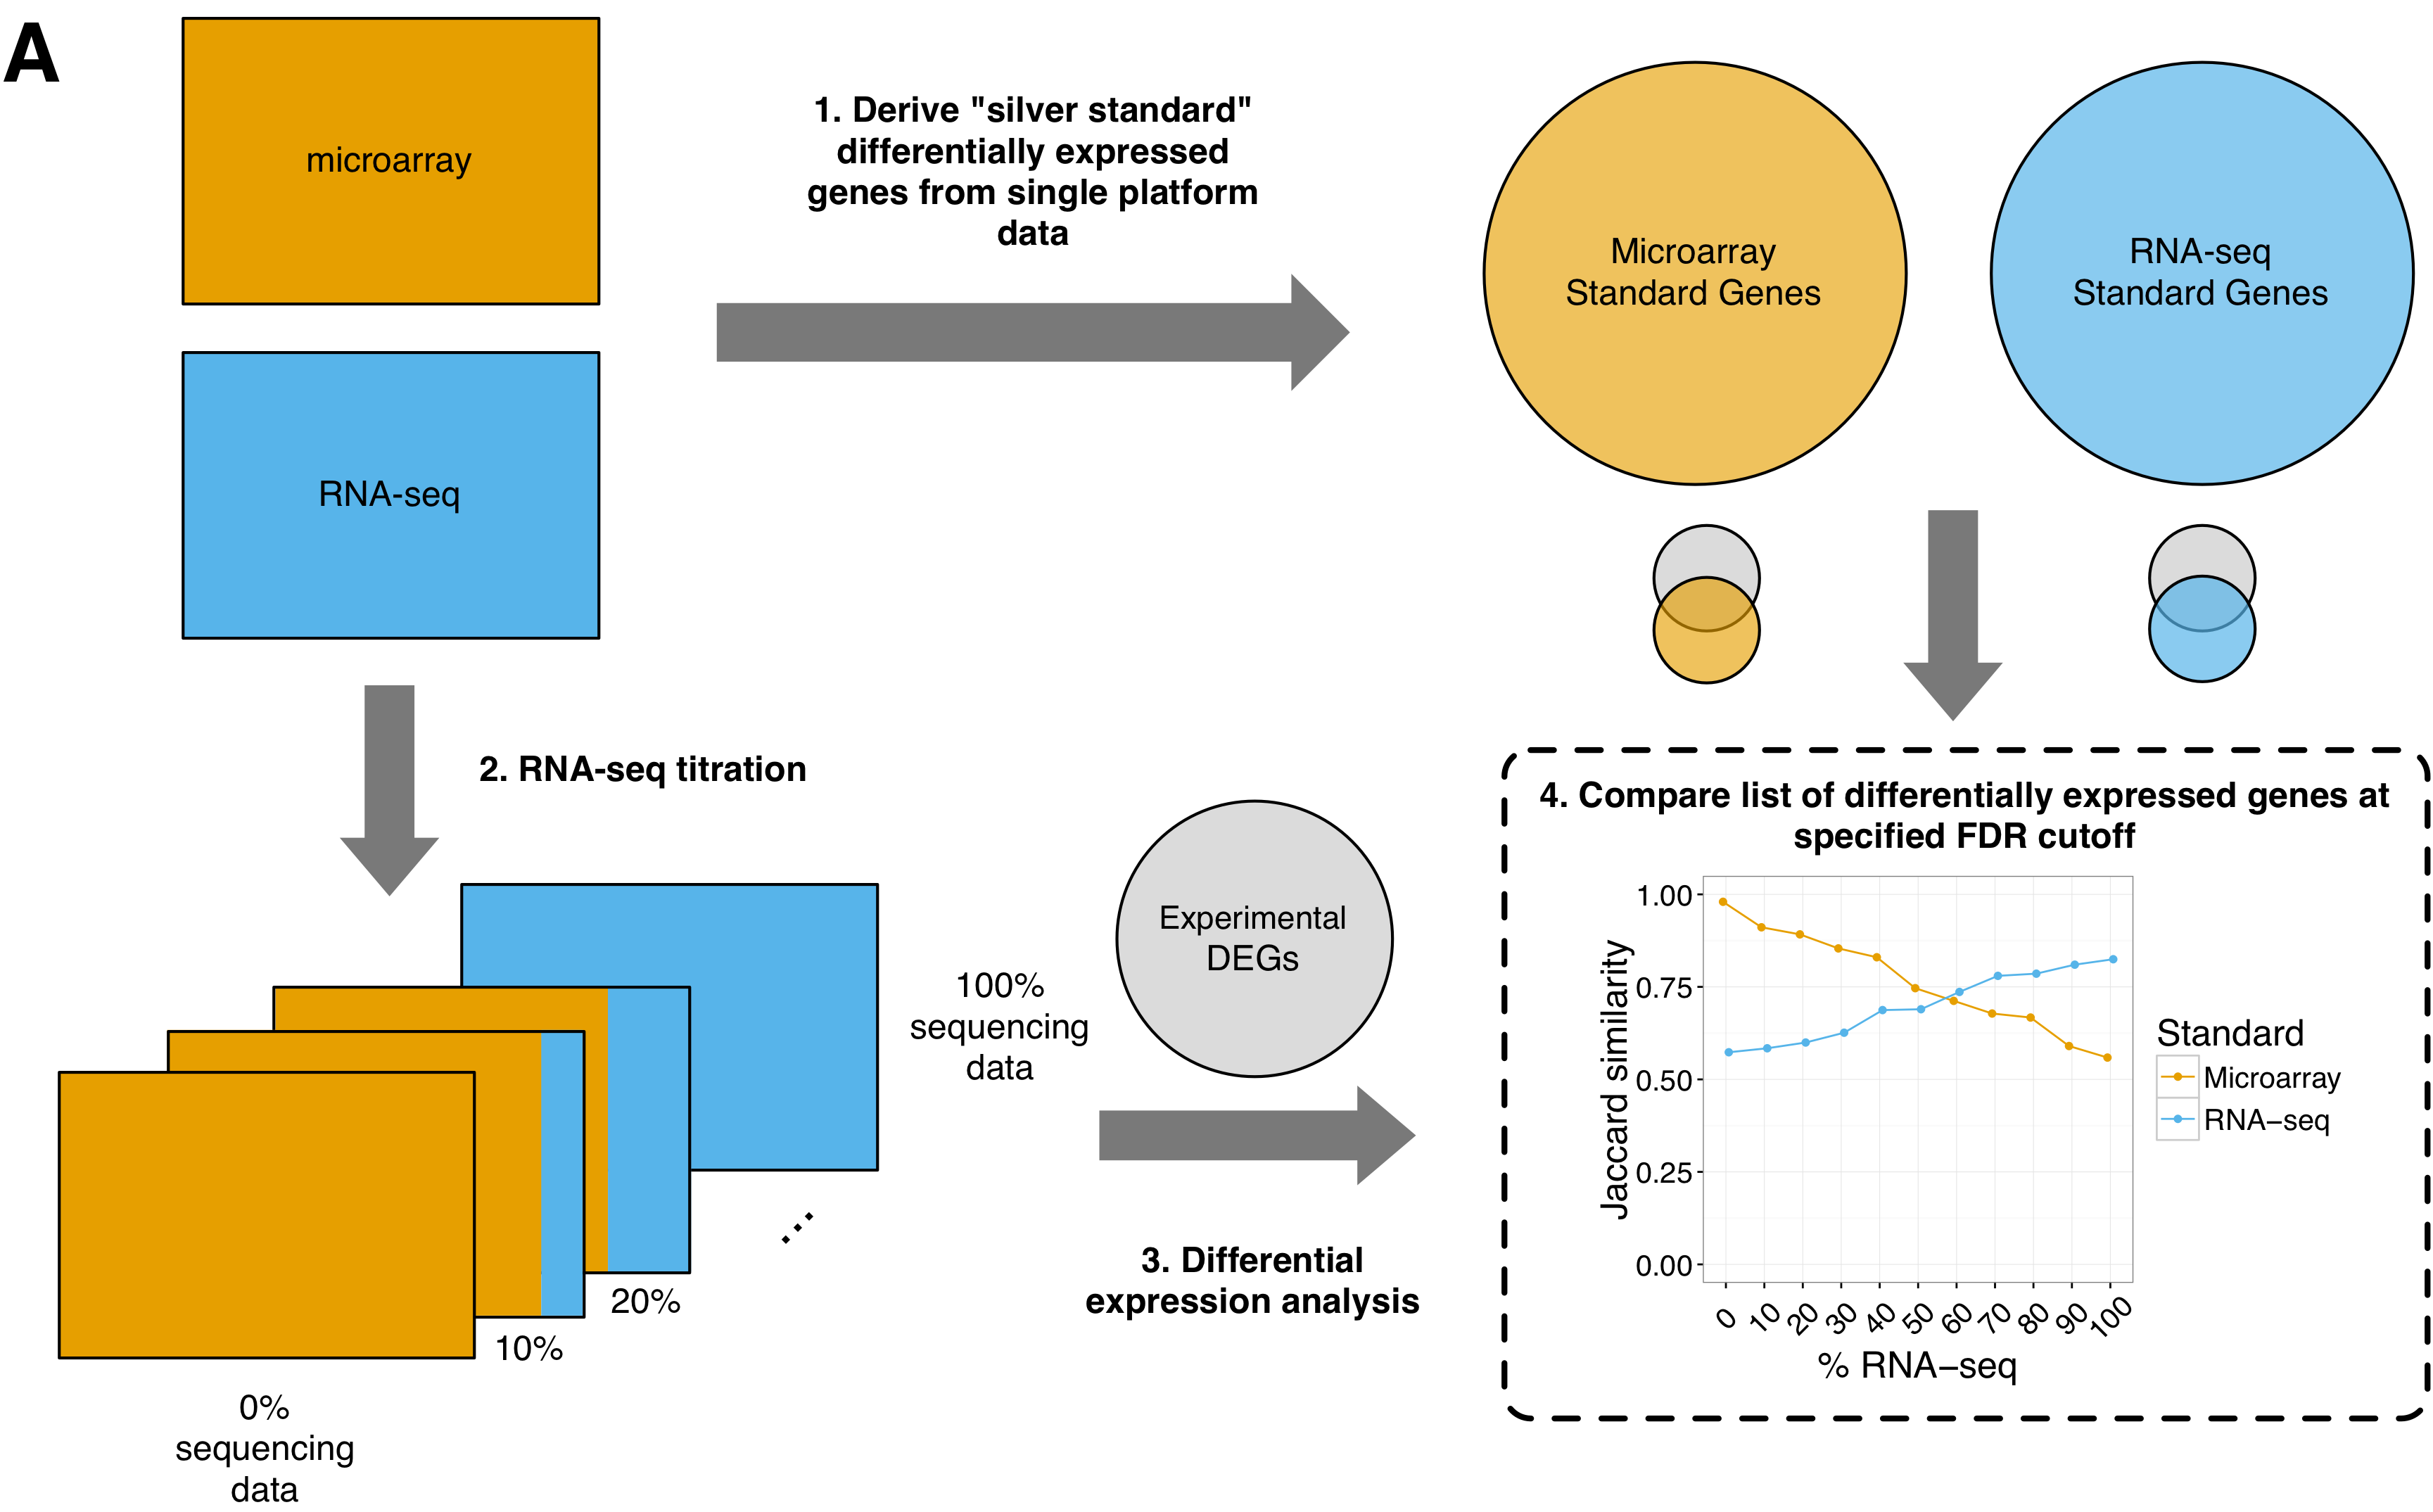 A
microarray
RNA-seq
1. Derive "silver standard"
differentially expressed
genes from single platform
data
Microarray
Standard Genes
RNA-seq
Standard Genes
2. RNA-seq titration
0%
sequencing
data
10%
20%
100%
sequencing
data
Experimental
DEGs
3. Differential
expression analysis
4. Compare list of differentially expressed genes at
specified FDR cutoff
Jaccard similarity
1.00
0.75
0.50
0.25
0.00
0 10 20 30 40 50 60 70 80 90 100
% RNA−seq
Standard
Microarray
RNA−seq